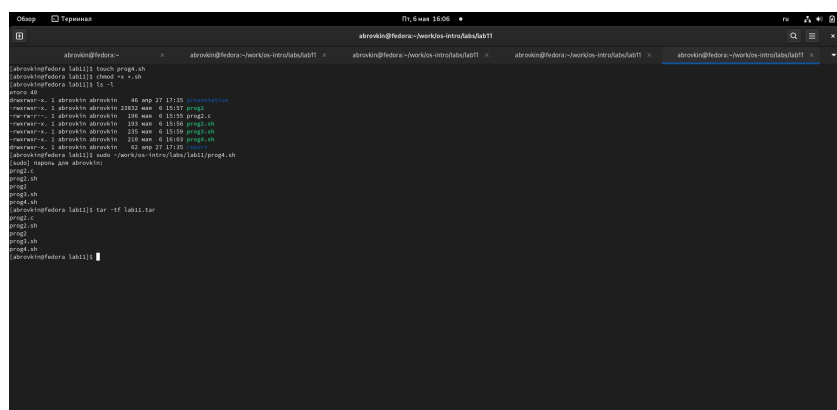 Обзор Терминал Пт, 6 мая 16:06 ru
abrovkin@fedora:~/work/os-intro/labs/lab11
abrovkin@fedora:~ × abrovkin@fedora:~/work/os-intro/labs/lab11 × abrovkin@fedora:~/work/os-intro/labs/lab11 × abrovkin@fedora:~/work/os-intro/labs/lab11 × abrovkin@fedora:~/work/os-intro/labs/lab11 ×
[abrovkin@fedora lab11]$ touch prog4.sh
[abrovkin@fedora lab11]$ chmod +x *.sh
[abrovkin@fedora lab11]$ ls -l
итого 48
drwxrwxr-x. 1 abrovkin abrovkin 46 апр 27 17:35 presentation
-rwxrwxr-x. 1 abrovkin abrovkin 23832 мая 6 15:57 prog2
-rw-rw-r--. 1 abrovkin abrovkin 196 мая 6 15:55 prog2.c
-rwxrwxr-x. 1 abrovkin abrovkin 193 мая 6 15:56 prog2.sh
-rwxrwxr-x. 1 abrovkin abrovkin 235 мая 6 15:59 prog3.sh
-rwxrwxr-x. 1 abrovkin abrovkin 210 мая 6 16:03 prog4.sh
drwxrwxr-x. 1 abrovkin abrovkin 62 апр 27 17:35 report
[abrovkin@fedora lab11]$ sudo ~/work/os-intro/labs/lab11/prog4.sh
[sudo] пароль для abrovkin:
prog2.c
prog2.sh
prog2
prog3.sh
prog4.sh
[abrovkin@fedora lab11]$ tar -tf lab11.tar
prog2.c
prog2.sh
prog2
prog3.sh
prog4.sh
[abrovkin@fedora lab11]$